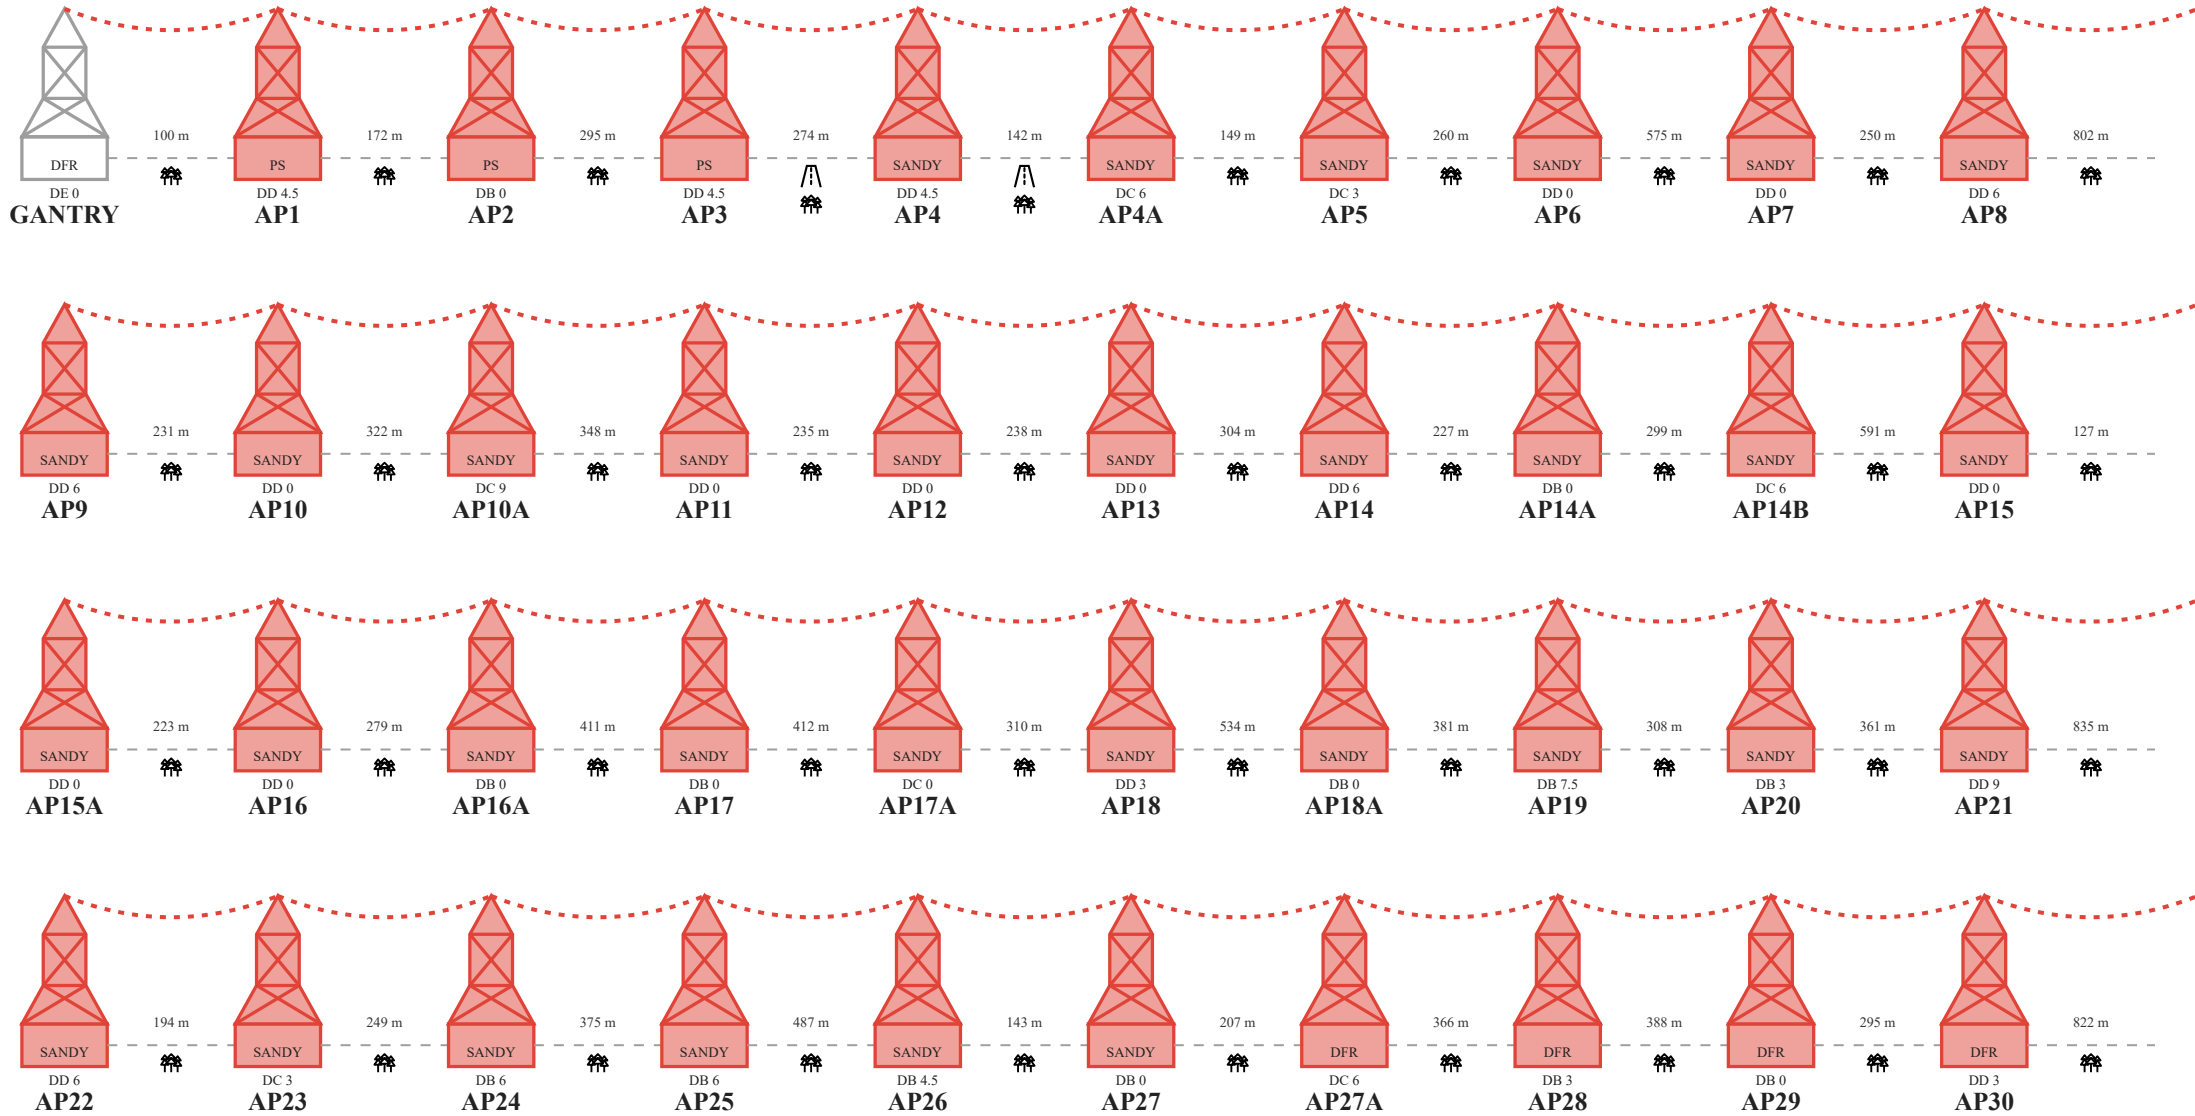 100 m 172 m 295 m 274 m 142 m 149 m 260 m 575 m 250 m 802 m
DFR PS PS PS SANDY SANDY SANDY SANDY SANDY SANDY
DE 0 DD 4.5 DB 0 DD 4.5 DD 4.5 DC 6 DC 3 DD 0 DD 0 DD 6
GANTRY AP1 AP2 AP3 AP4 AP4A AP5 AP6 AP7 AP8
231 m 322 m 348 m 235 m 238 m 304 m 227 m 299 m 591 m 127 m
SANDY SANDY SANDY SANDY SANDY SANDY SANDY SANDY SANDY SANDY
DD 6 DD 0 DC 9 DD 0 DD 0 DD 0 DD 6 DB 0 DC 6 DD 0
AP9 AP10 AP10A AP11 AP12 AP13 AP14 AP14A AP14B AP15
223 m 279 m 411 m 412 m 310 m 534 m 381 m 308 m 361 m 835 m
SANDY SANDY SANDY SANDY SANDY SANDY SANDY SANDY SANDY SANDY
DD 0 DD 0 DB 0 DB 0 DC 0 DD 3 DB 0 DB 7.5 DB 3 DD 9
AP15A AP16 AP16A AP17 AP17A AP18 AP18A AP19 AP20 AP21
194 m 249 m 375 m 487 m 143 m 207 m 366 m 388 m 295 m 822 m
SANDY SANDY SANDY SANDY SANDY SANDY DFR DFR DFR DFR
DD 6 DC 3 DB 6 DB 6 DB 4.5 DB 0 DC 6 DB 3 DB 0 DD 3
AP22 AP23 AP24 AP25 AP26 AP27 AP27A AP28 AP29 AP30